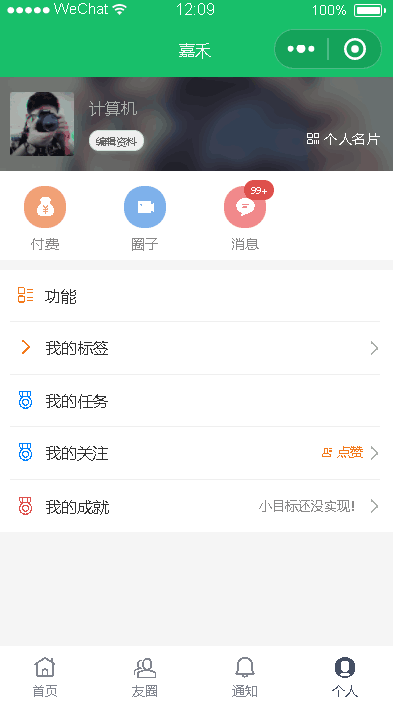 WeChat 12:09 100%
嘉禾
计算机
编辑资料
个人名片
99+
付费 圈子 消息
功能
我的标签
我的任务
我的关注 点赞
我的成就 小目标还没实现!
首页 友圈 通知 个人